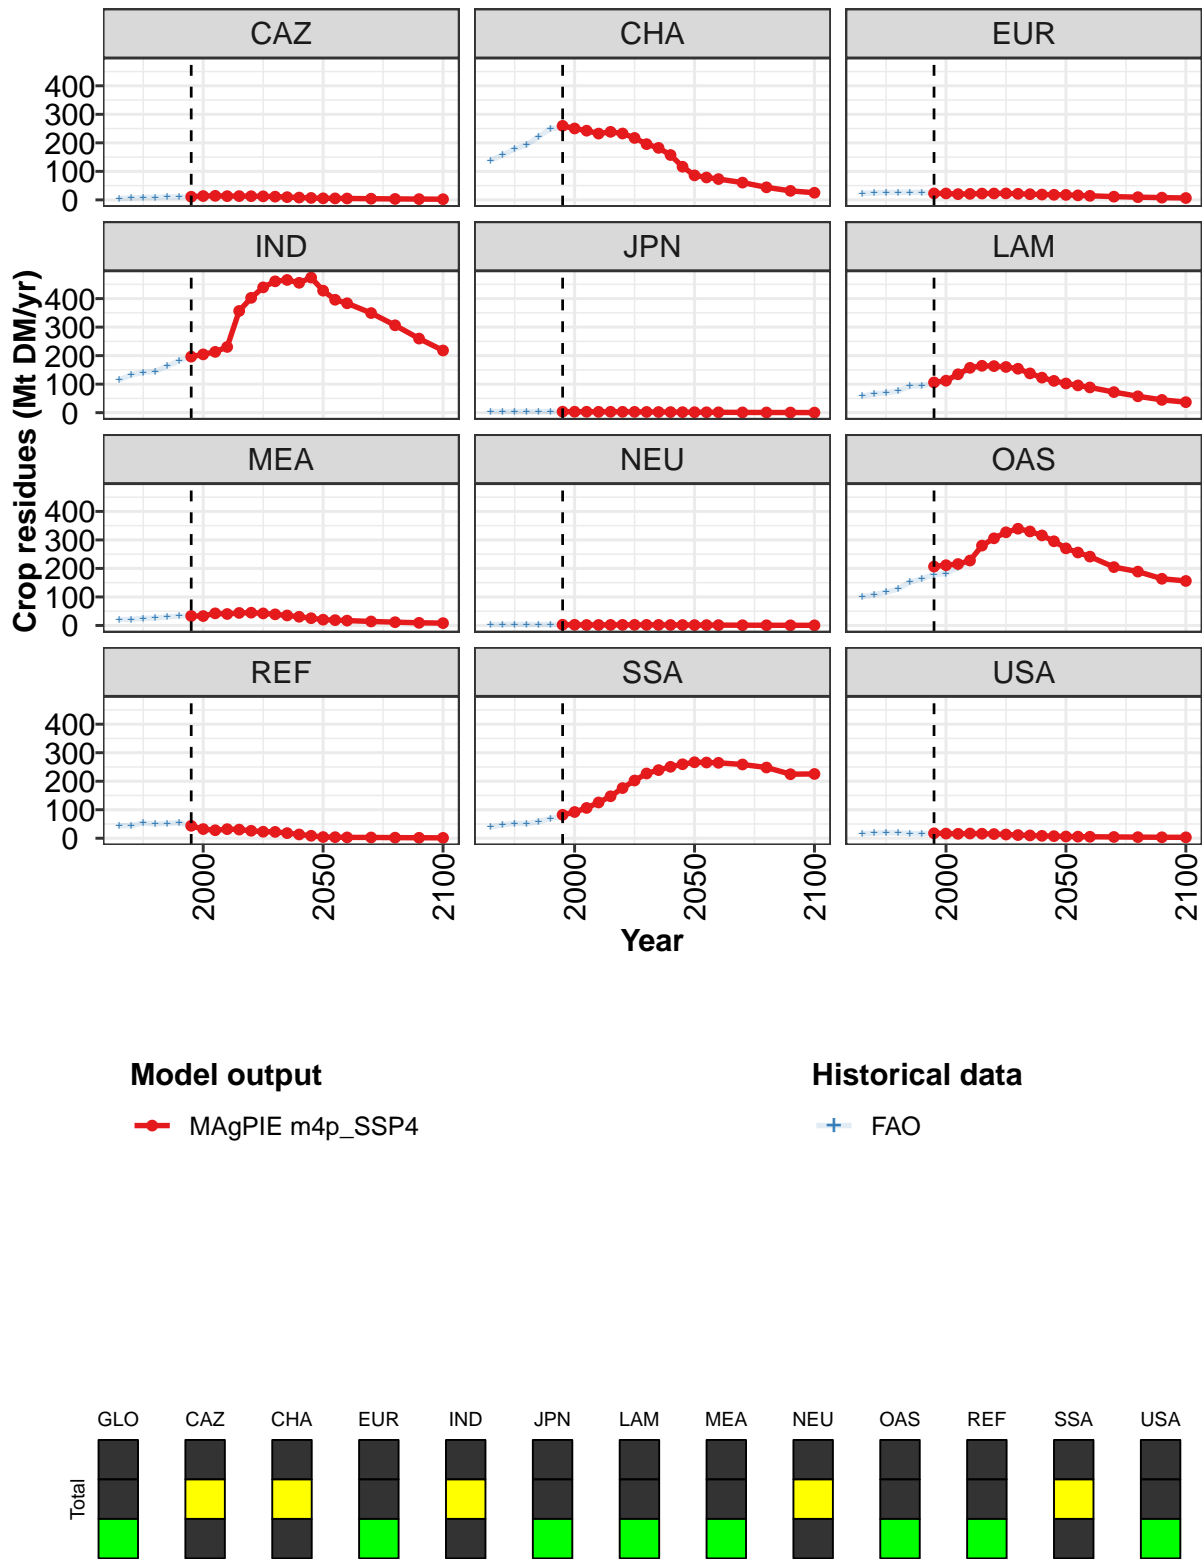 CAZ CHA EUR
400
300
200
100
0
IND JPN LAM
400
300
200
100
0
MEA NEU OAS
400
300
200
100
0
REF SSA USA
400
300
200
100
0
Crop residues (Mt DM/yr)
2000 2050 2100 2000 2050 2100 2000 2050 2100
Year
Model output Historical data
MAgPIE m4p_SSP4 FAO
GLO CAZ CHA EUR IND JPN LAM MEA NEU OAS REF SSA USA
Total